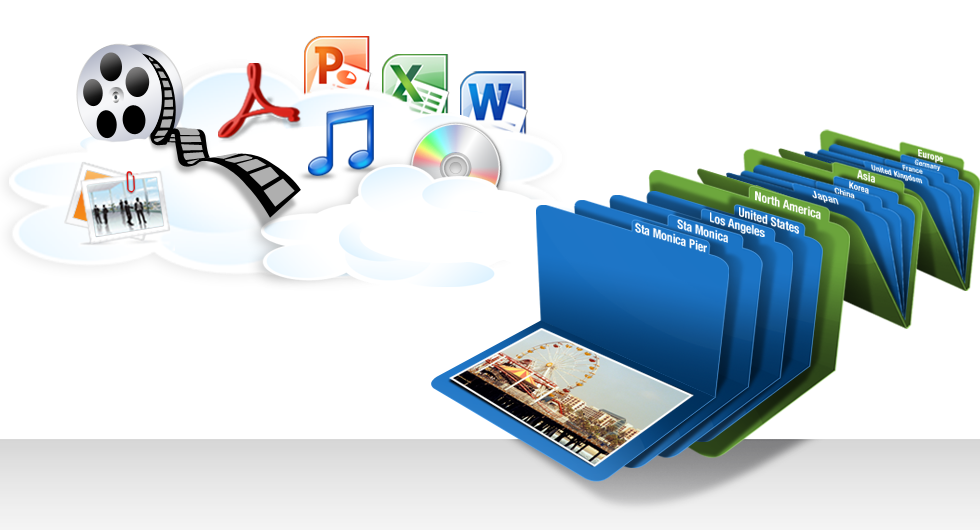 P
X
W
Europe
Germany
France
United Kingdom
Asia
Korea
China
Japan
North America
United States
Los Angeles
Sta Monica
Sta Monica Pier